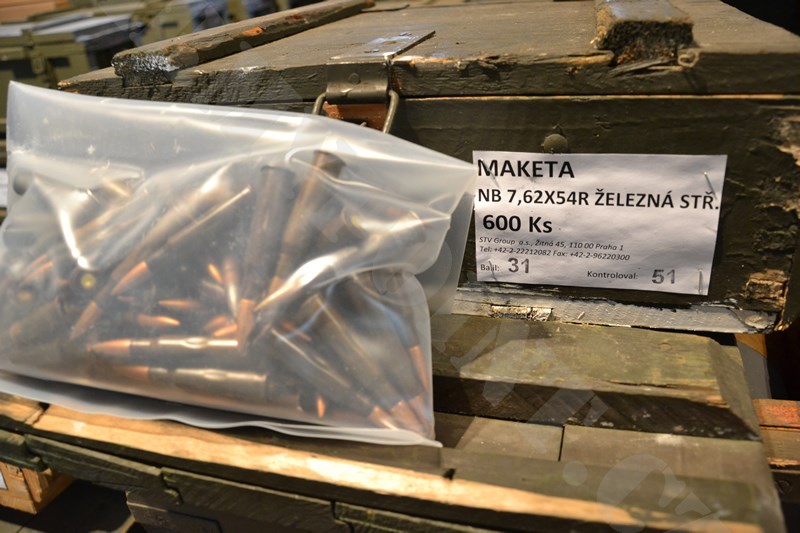 MAKETA
NB 7,62X54R ŽELEZNÁ STŘ.
600 Ks
STV Group a.s., Žitná 45, 110 00 Praha 1
Tel: +42-2-22212082 Fax: +42-2-96220300
Balil: 31 Kontroloval 51